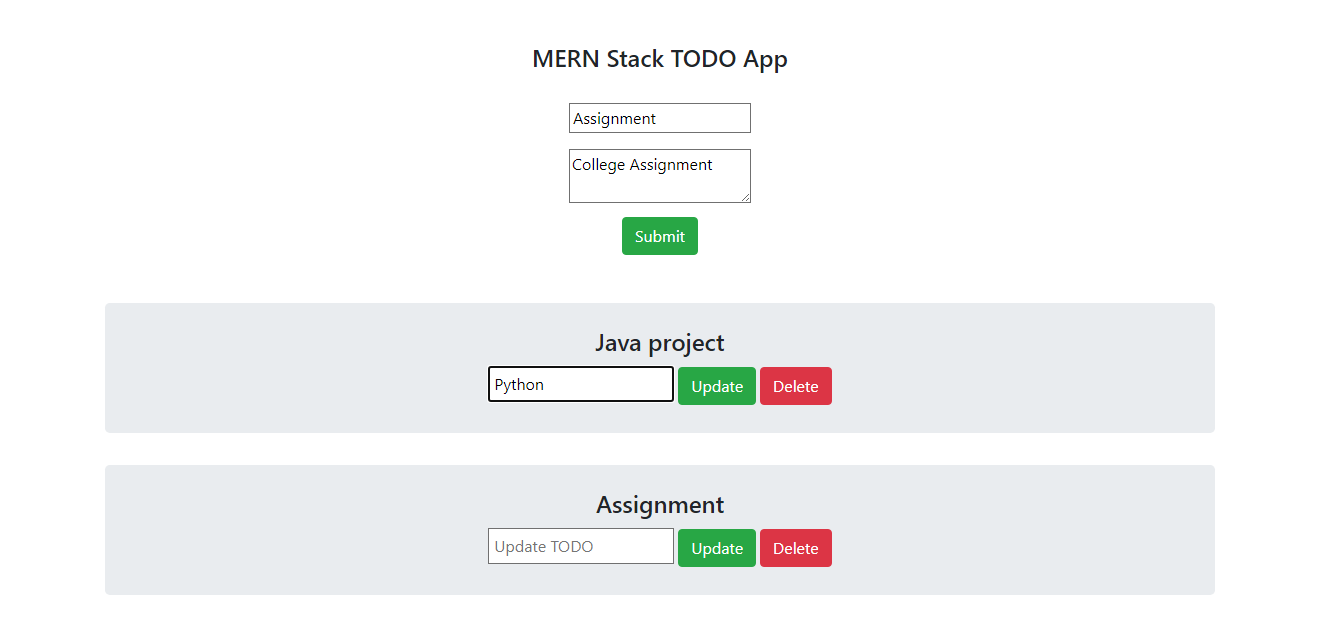 MERN Stack TODO App
Assignment
College Assignment
Submit
Java project
Python Update Delete
Assignment
Update TODO Update Delete